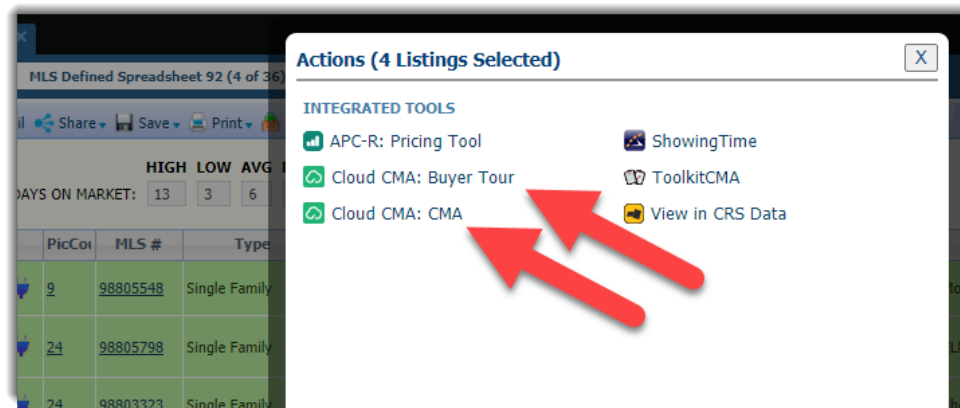 MLS Defined Spreadsheet 92 (4 of 36)
Share Save Print
HIGH LOW AVG
DAYS ON MARKET: 13 3 6
PicCou MLS # Type
9 98805548 Single Family
24 98805798 Single Family
24 98803323 Single Family
Actions (4 Listings Selected) X
INTEGRATED TOOLS
APC-R: Pricing Tool ShowingTime
Cloud CMA: Buyer Tour ToolkitCMA
Cloud CMA: CMA View in CRS Data